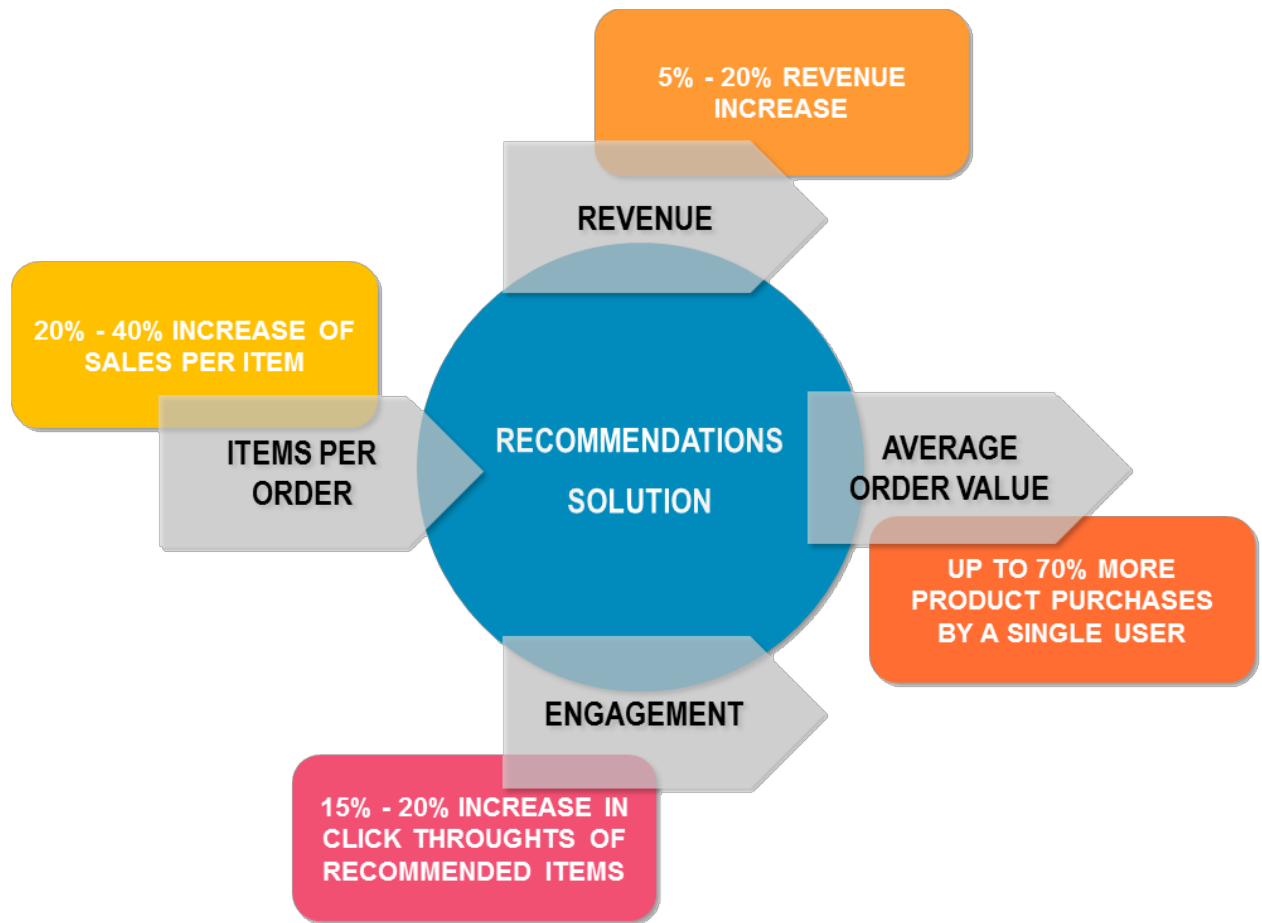 5% - 20% REVENUE
INCREASE
REVENUE
20% - 40% INCREASE OF
SALES PER ITEM
ITEMS PER
ORDER
RECOMMENDATIONS
SOLUTION
AVERAGE
ORDER VALUE
UP TO 70% MORE
PRODUCT PURCHASES
BY A SINGLE USER
ENGAGEMENT
15% - 20% INCREASE IN
CLICK THROUGHTS OF
RECOMMENDED ITEMS